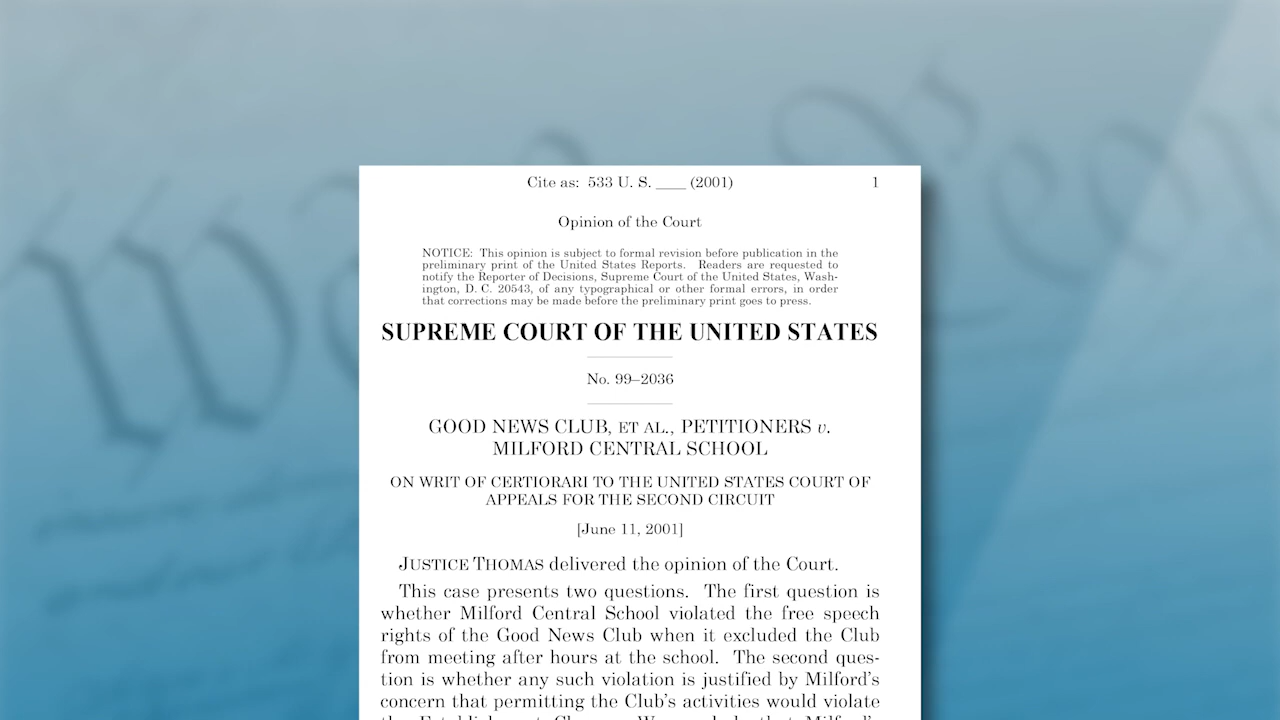 Cite as: 533 U. S. ____ (2001) 1
Opinion of the Court
NOTICE: This opinion is subject to formal revision before publication in the
preliminary print of the United States Reports. Readers are requested to
notify the Reporter of Decisions, Supreme Court of the United States, Wash-
ington, D. C. 20543, of any typographical or other formal errors, in order
that corrections may be made before the preliminary print goes to press.
SUPREME COURT OF THE UNITED STATES
No. 99–2036
GOOD NEWS CLUB, ET AL., PETITIONERS v.
MILFORD CENTRAL SCHOOL
ON WRIT OF CERTIORARI TO THE UNITED STATES COURT OF
APPEALS FOR THE SECOND CIRCUIT
[June 11, 2001]
JUSTICE THOMAS delivered the opinion of the Court.
This case presents two questions. The first question is
whether Milford Central School violated the free speech
rights of the Good News Club when it excluded the Club
from meeting after hours at the school. The second ques-
tion is whether any such violation is justified by Milford's
concern that permitting the Club's activities would violate